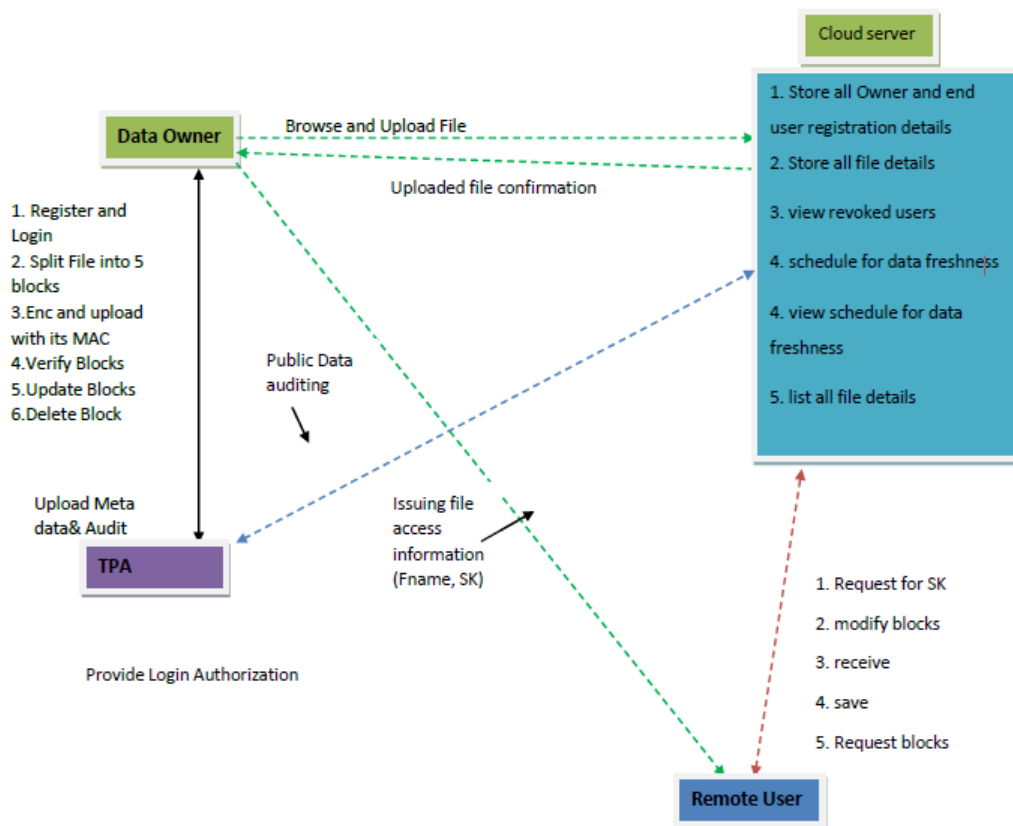 Cloud server
1. Store all Owner and end
user registration details
2. Store all file details
3. view revoked users
4. schedule for data freshness
4. view schedule for data
freshness
5. list all file details
Data Owner
Browse and Upload File
Uploaded file confirmation
1. Register and
Login
2. Split File into 5
blocks
3.Enc and upload
with its MAC
4.Verify Blocks
5.Update Blocks
6.Delete Block
Public Data
auditing
Upload Meta
data& Audit
TPA
Issuing file
access
information
(Fname, SK)
Provide Login Authorization
1. Request for SK
2. modify blocks
3. receive
4. save
5. Request blocks
Remote User